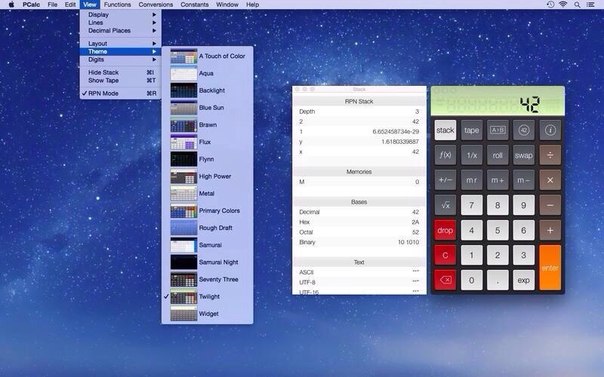 PCalc File Edit View Functions Conversions Constants Window Help
Display
Lines
Decimal Places
Layout
Theme
Digits
Hide Stack ⌘I
Show Tape ⌘T
✓ RPN Mode ⌘R
A Touch of Color
Aqua
Backlight
Blue Sun
Brawn
Flux
Flynn
High Power
Metal
Primary Colors
Rough Draft
Samurai
Samurai Night
Seventy Three
✓ Twilight
Widget
Stack
RPN Stack
Depth 3
Z 42
T 6.652458734e-29
y 1.6180339887
x 42
Memories
M 0
Bases
Decimal 42
Hex 2A
Octal 52
Binary 10 1010
Text
ASCII ""
UTF-8 ""
UTF-16 ""
42
stack tape A=B 42 i
f(x) 1/x roll swap ÷
+/− m r m + m − ×
√x 7 8 9 −
drop 4 5 6 +
C 1 2 3 enter
0 . exp